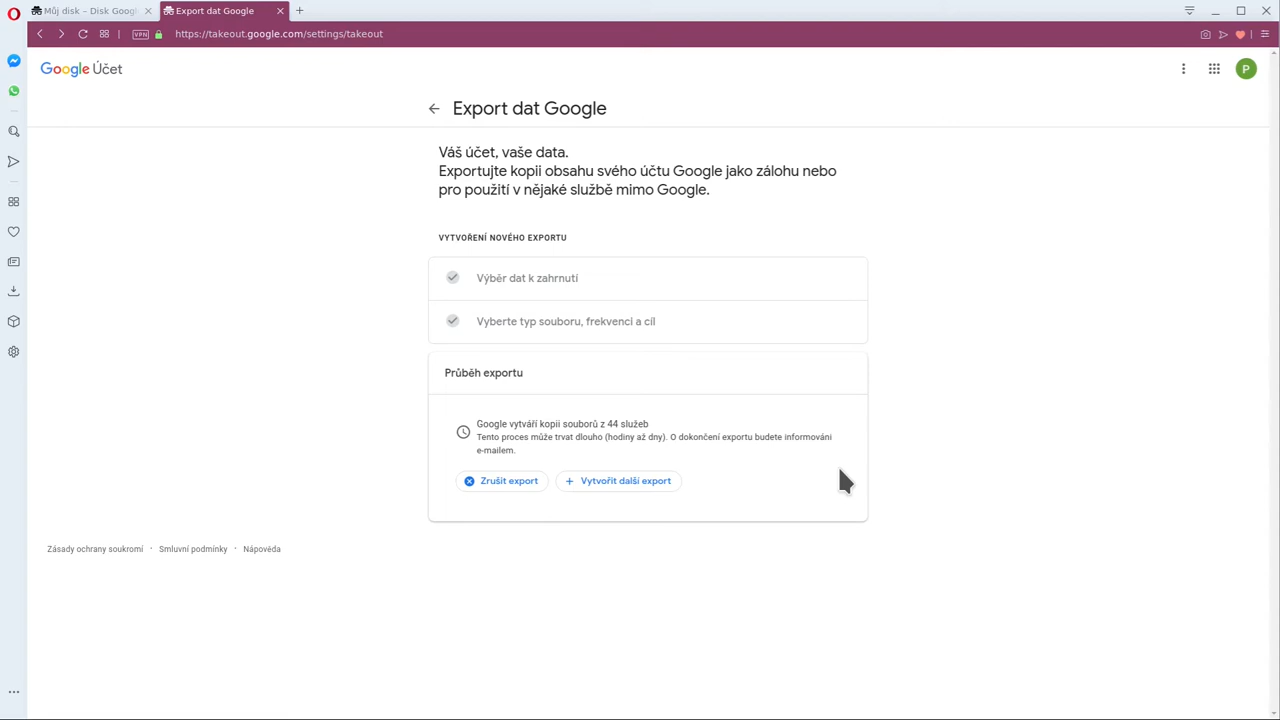 Můj disk – Disk Goog
Export dat Google
VPN
https://takeout.google.com/settings/takeout
Google Účet
P
Export dat Google
Váš účet, vaše data.
Exportujte kopii obsahu svého účtu Google jako zálohu nebo
pro použití v nějaké službě mimo Google.
VYTVOŘENÍ NOVÉHO EXPORTU
Výběr dat k zahrnutí
Vyberte typ souboru, frekvenci a cíl
Průběh exportu
Google vytváří kopii souborů z 44 služeb
Tento proces může trvat dlouho (hodiny až dny). O dokončení exportu budete informováni
e-mailem.
Zrušit export
Vytvořit další export
Zásady ochrany soukromí · Smluvní podmínky · Nápověda